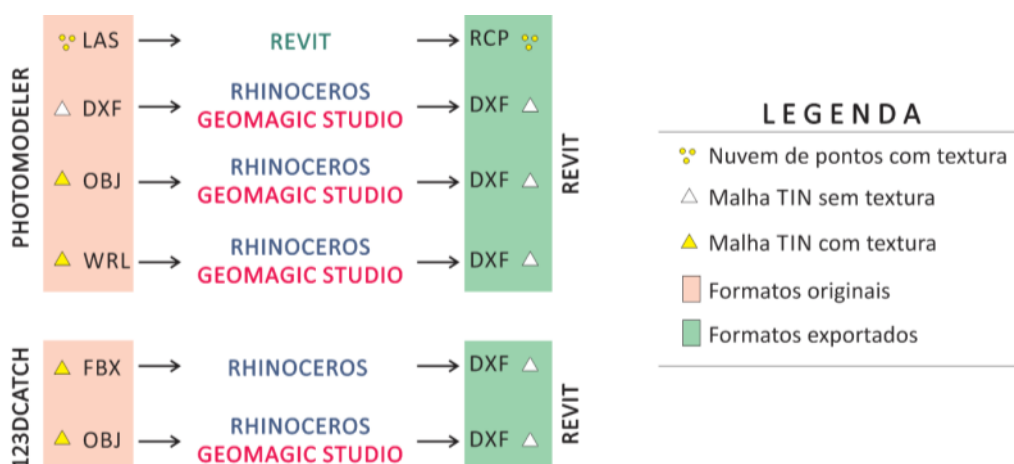 PHOTOMODELER
LAS → REVIT → RCP
DXF → RHINOCEROS
GEOMAGIC STUDIO → DXF
OBJ → RHINOCEROS
GEOMAGIC STUDIO → DXF
WRL → RHINOCEROS
GEOMAGIC STUDIO → DXF
REVIT
123DCATCH
FBX → RHINOCEROS → DXF
OBJ → RHINOCEROS
GEOMAGIC STUDIO → DXF
REVIT
LEGENDA
Nuvem de pontos com textura
Malha TIN sem textura
Malha TIN com textura
Formatos originais
Formatos exportados